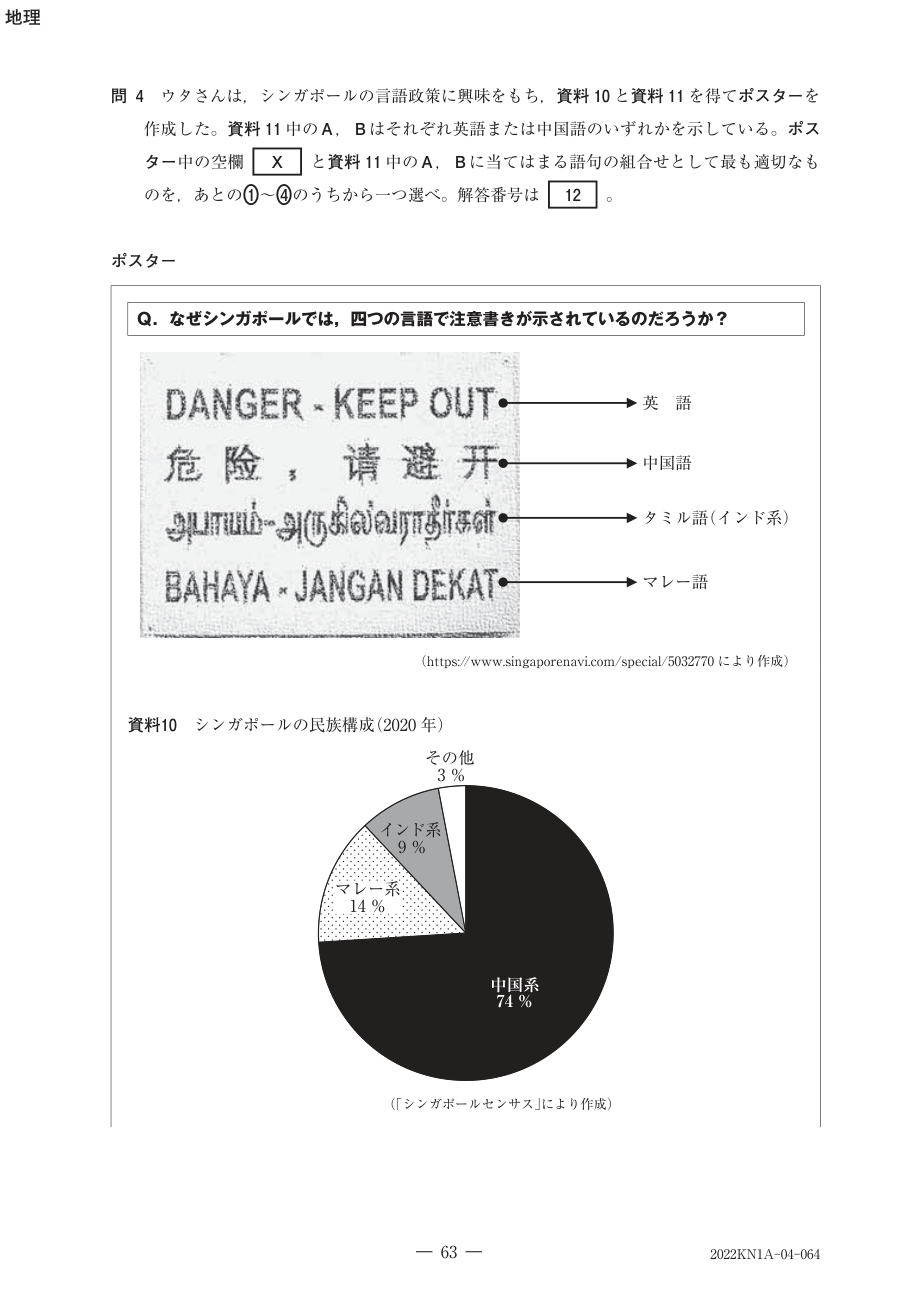 地理
問 4 ウタさんは，シンガポールの言語政策に興味をもち，資料 10 と資料 11 を得てポスターを
作成した。資料 11 中の A， B はそれぞれ英語または中国語のいずれかを示している。ポス
ター中の空欄 X と資料 11 中の A， B に当てはまる語句の組合せとして最も適切なも
のを，あとの①～④のうちから一つ選べ。解答番号は 12 。
ポスター
Q．なぜシンガポールでは，四つの言語で注意書きが示されているのだろうか？
DANGER - KEEP OUT
英 語
危险，请避开
中国語
அபாயம்-அருகில்வராதீர்கள்
タミル語（インド系）
BAHAYA - JANGAN DEKAT
マレー語
（https://www.singaporenavi.com/special/5032770 により作成）
資料10 シンガポールの民族構成（2020 年）
その他
3 %
インド系
9 %
マレー系
14 %
中国系
74 %
（「シンガポールセンサス」により作成）
— 63 —
2022KN1A-04-064